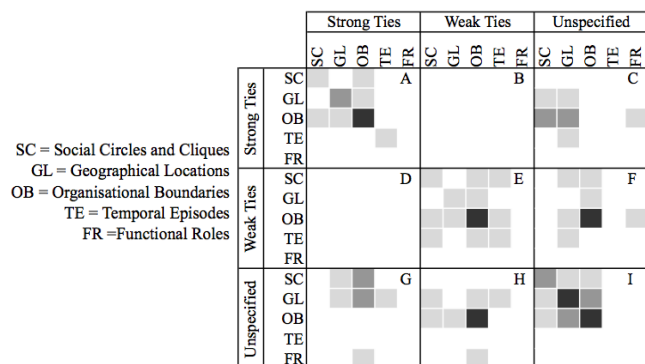 Strong Ties Weak Ties Unspecified
SC GL OB TE FR SC GL OB TE FR SC GL OB TE FR
Strong Ties
SC A B C
GL
OB
TE
FR
SC = Social Circles and Cliques
GL = Geographical Locations
OB = Organisational Boundaries
TE = Temporal Episodes
FR =Functional Roles
Weak Ties
SC D E F
GL
OB
TE
FR
Unspecified
SC G H I
GL
OB
TE
FR